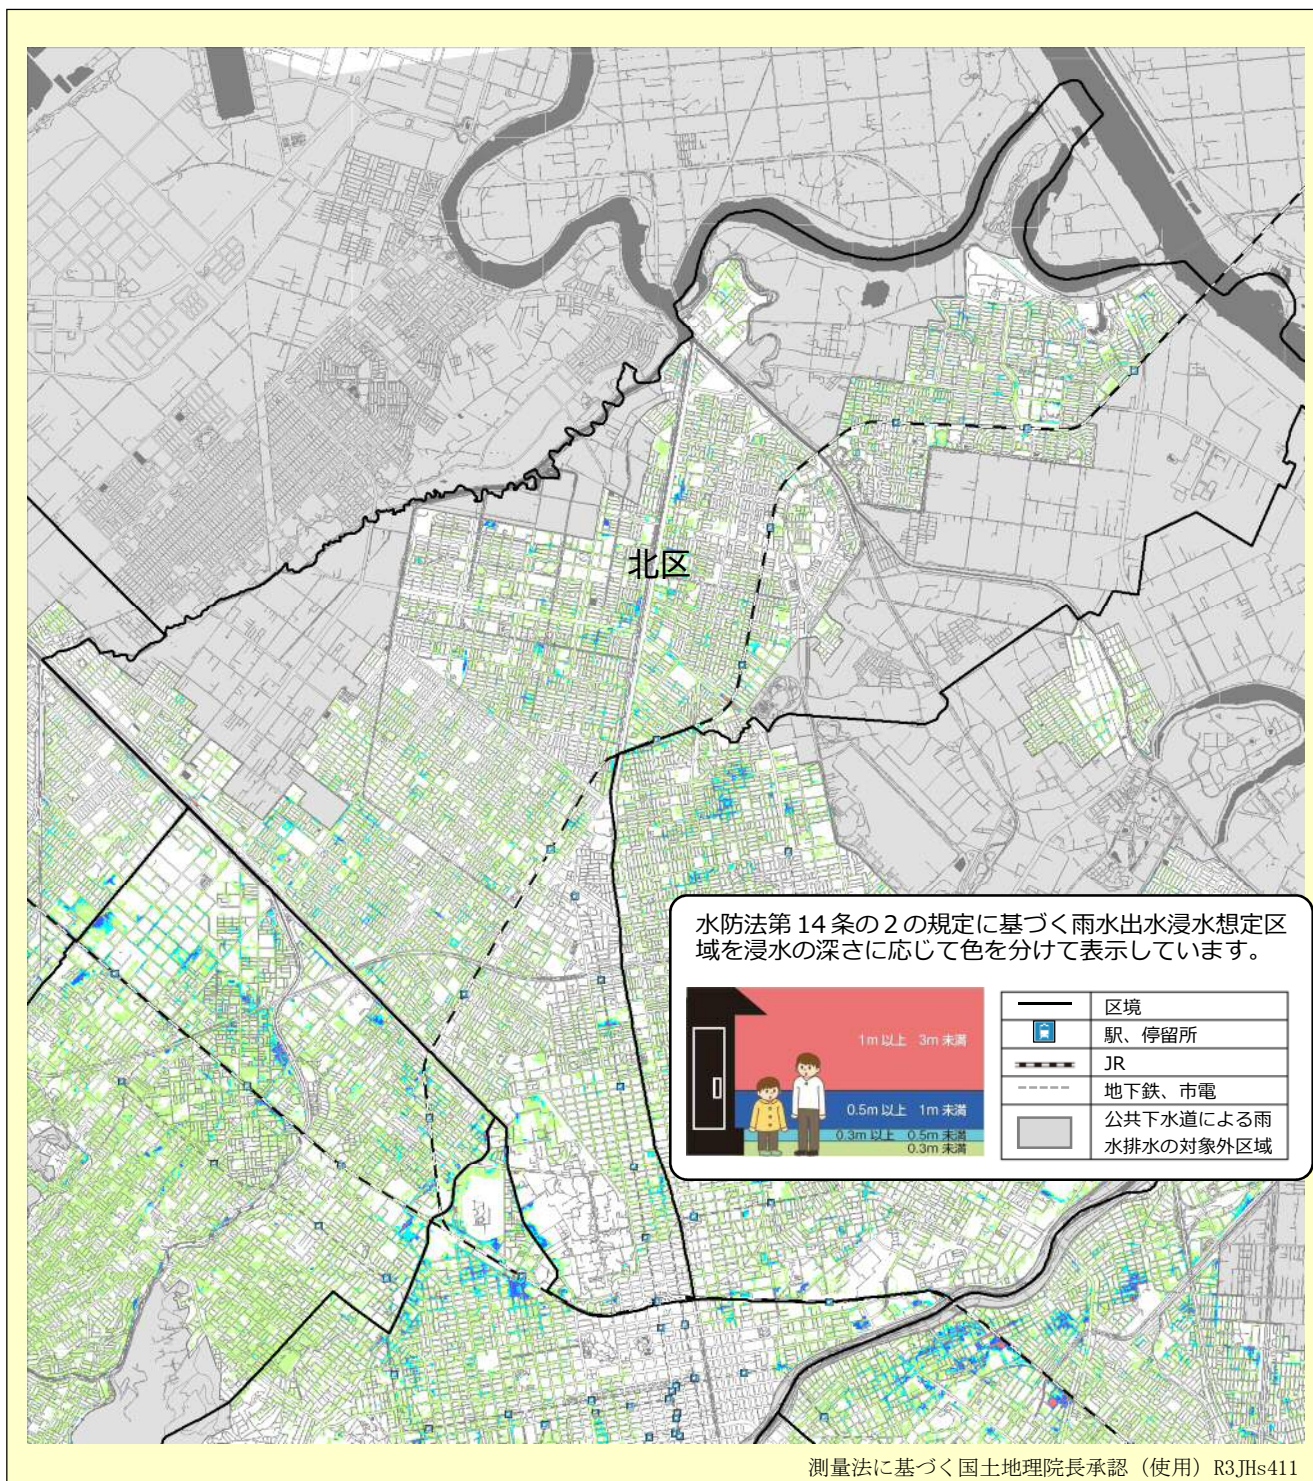 北区
水防法第14条の2の規定に基づく雨水出水浸水想定区
域を浸水の深さに応じて色を分けて表示しています。
1m以上 3m未満
0.5m以上 1m未満
0.3m以上 0.5m未満
0.3m未満
区境
駅、停留所
JR
地下鉄、市電
公共下水道による雨
水排水の対象外区域
測量法に基づく国土地理院長承認（使用）R3JHs411